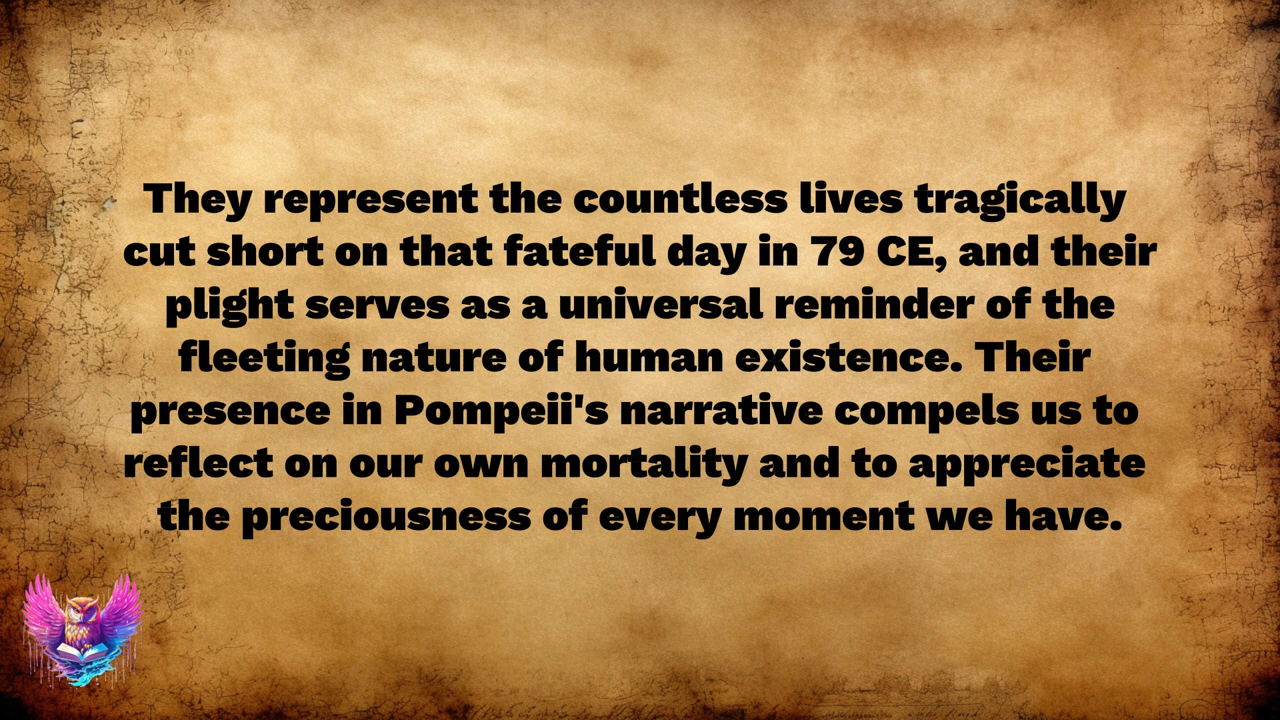 They represent the countless lives tragically
cut short on that fateful day in 79 CE, and their
plight serves as a universal reminder of the
fleeting nature of human existence. Their
presence in Pompeii's narrative compels us to
reflect on our own mortality and to appreciate
the preciousness of every moment we have.